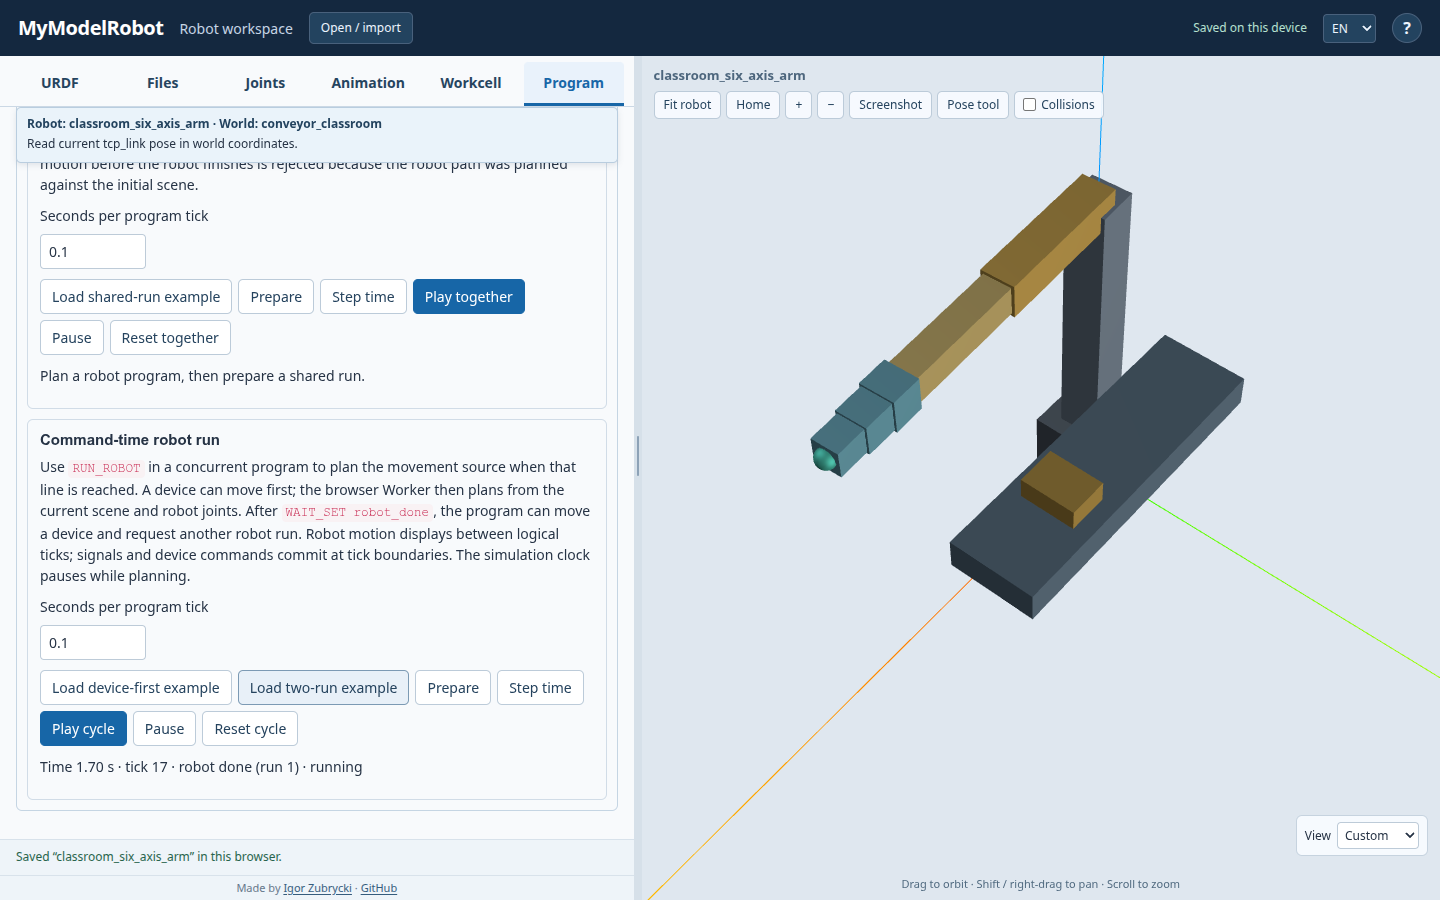 MyModelRobot
Robot workspace
Open / import
Saved on this device
EN
?
URDF
Files
Joints
Animation
Workcell
Program
Robot: classroom_six_axis_arm · World: conveyor_classroom
Read current tcp_link pose in world coordinates.
motion before the robot finishes is rejected because the robot path was planned
against the initial scene.
Seconds per program tick
0.1
Load shared-run example
Prepare
Step time
Play together
Pause
Reset together
Plan a robot program, then prepare a shared run.
Command-time robot run
Use RUN_ROBOT in a concurrent program to plan the movement source when that
line is reached. A device can move first; the browser Worker then plans from the
current scene and robot joints. After WAIT_SET robot_done, the program can move
a device and request another robot run. Robot motion displays between logical
ticks; signals and device commands commit at tick boundaries. The simulation clock
pauses while planning.
Seconds per program tick
0.1
Load device-first example
Load two-run example
Prepare
Step time
Play cycle
Pause
Reset cycle
Time 1.70 s · tick 17 · robot done (run 1) · running
Saved “classroom_six_axis_arm” in this browser.
Made by Igor Zubrycki · GitHub
classroom_six_axis_arm
Fit robot
Home
+
−
Screenshot
Pose tool
Collisions
View
Custom
Drag to orbit · Shift / right-drag to pan · Scroll to zoom